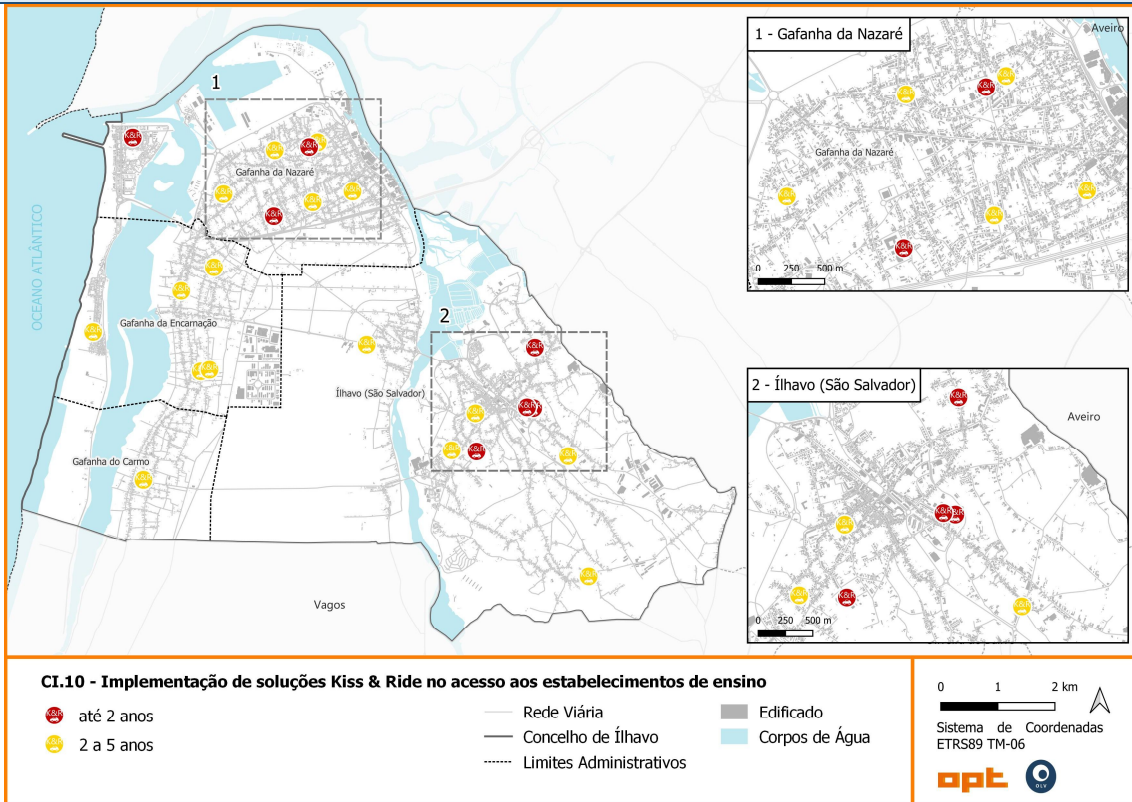 1 - Gafanha da Nazaré
Aveiro
Gafanha da Nazaré
K&R
K&R
K&R
K&R
K&R
K&R
K&R
0 250 500 m
1
K&R
K&R
K&R
K&R
Gafanha da Nazaré
K&R
K&R
K&R
K&R
OCEANO ATLÂNTICO
K&R
K&R
Gafanha da Encarnação
K&R
K&R
2
K&R
Ílhavo (São Salvador)
K&R
K&R
K&R
K&R
K&R
K&R
Gafanha do Carmo
K&R
K&R
Vagos
2 - Ílhavo (São Salvador)
Aveiro
K&R
K&R
K&R
K&R
K&R
K&R
0 250 500 m
CI.10 - Implementação de soluções Kiss & Ride no acesso aos estabelecimentos de ensino
K&R até 2 anos
K&R 2 a 5 anos
Rede Viária
Concelho de Ílhavo
Limites Administrativos
Edificado
Corpos de Água
0 1 2 km
Sistema de Coordenadas
ETRS89 TM-06
opt
OLV